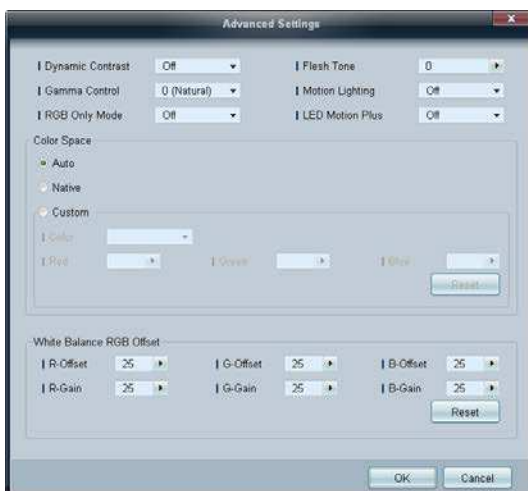 Advanced Settings
Dynamic Contrast Off Flesh Tone 0
Gamma Control 0 (Natural) Motion Lighting Off
RGB Only Mode Off LED Motion Plus Off
Color Space
Auto
Native
Custom
Color
Red Green Blue
Reset
White Balance RGB Offset
R-Offset 25 G-Offset 25 B-Offset 25
R-Gain 25 G-Gain 25 B-Gain 25
Reset
OK Cancel